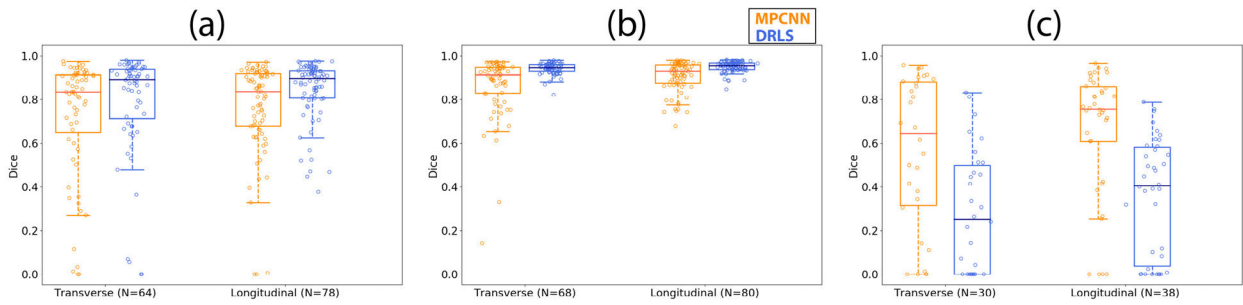 (a)
1.0
0.8
0.6
0.4
0.2
0.0
Dice
Transverse (N=64) Longitudinal (N=78)
(b)
MPCNN
DRLS
1.0
0.8
0.6
0.4
0.2
0.0
Dice
Transverse (N=68) Longitudinal (N=80)
(c)
1.0
0.8
0.6
0.4
0.2
0.0
Dice
Transverse (N=30) Longitudinal (N=38)